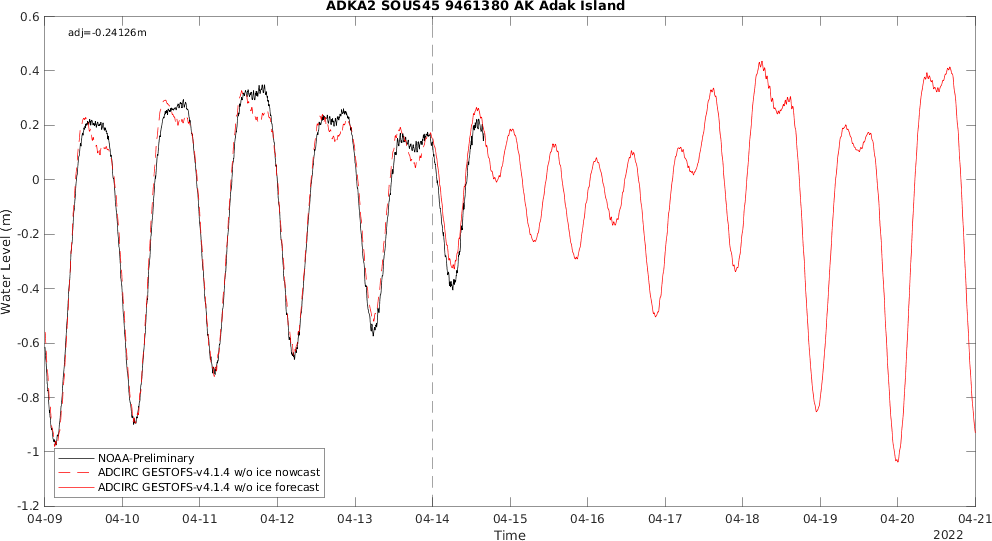 ADKA2 SOUS45 9461380 AK Adak Island
adj=-0.24126m
0.6
0.4
0.2
0
-0.2
-0.4
-0.6
-0.8
-1
-1.2
Water Level (m)
NOAA-Preliminary
ADCIRC GESTOFS-v4.1.4 w/o ice nowcast
ADCIRC GESTOFS-v4.1.4 w/o ice forecast
04-09 04-10 04-11 04-12 04-13 04-14 04-15 04-16 04-17 04-18 04-19 04-20 04-21
Time
2022